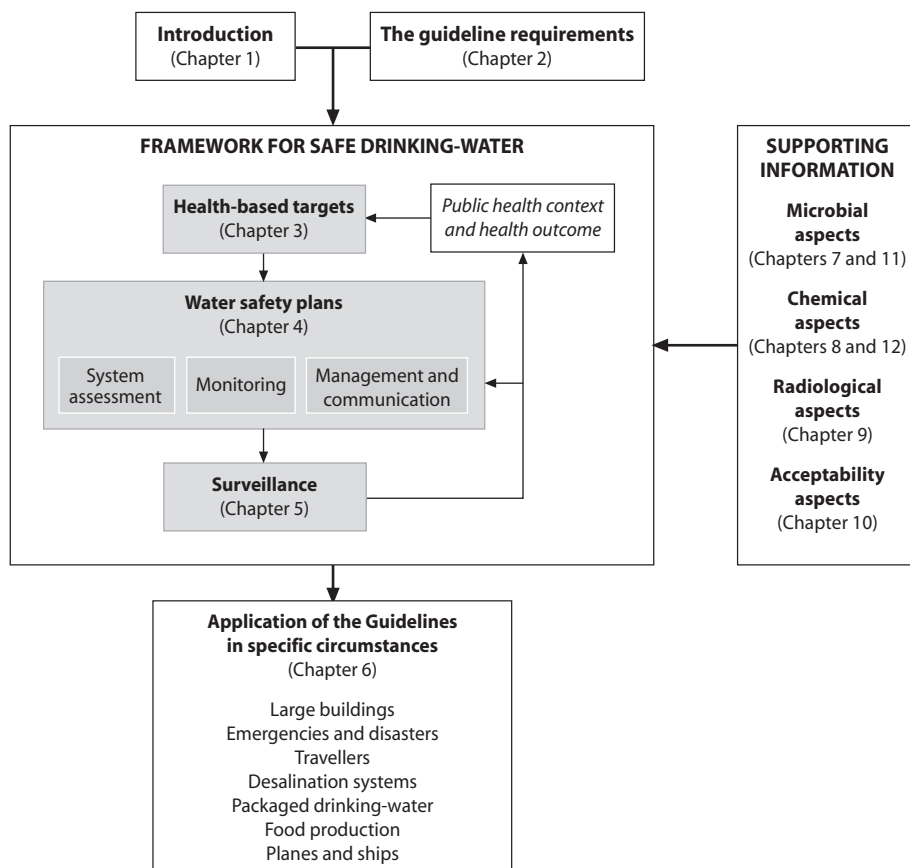 Introduction
(Chapter 1)
The guideline requirements
(Chapter 2)
FRAMEWORK FOR SAFE DRINKING-WATER
Health-based targets
(Chapter 3)
Public health context
and health outcome
Water safety plans
(Chapter 4)
System
assessment
Monitoring
Management and
communication
Surveillance
(Chapter 5)
SUPPORTING
INFORMATION
Microbial
aspects
(Chapters 7 and 11)
Chemical
aspects
(Chapters 8 and 12)
Radiological
aspects
(Chapter 9)
Acceptability
aspects
(Chapter 10)
Application of the Guidelines
in specific circumstances
(Chapter 6)
Large buildings
Emergencies and disasters
Travellers
Desalination systems
Packaged drinking-water
Food production
Planes and ships